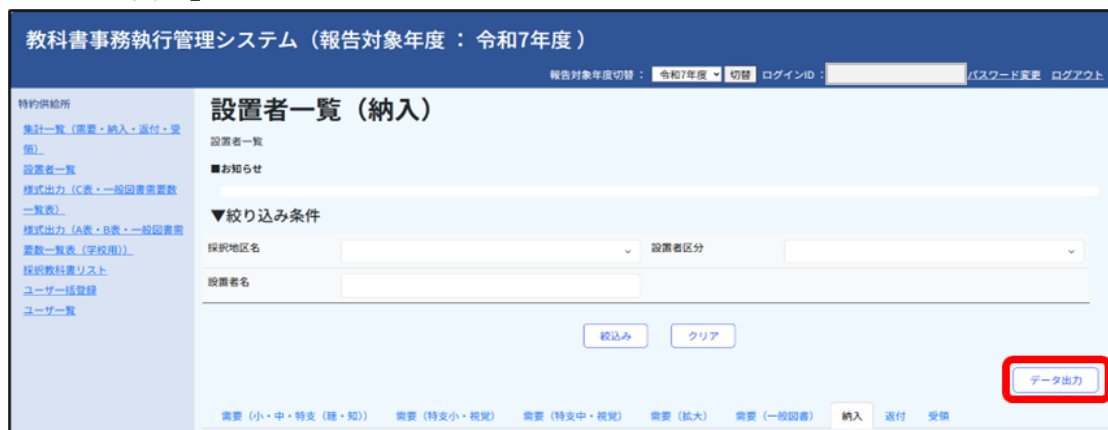 教科書事務執行管理システム（報告対象年度 ： 令和7年度 ）
報告対象年度切替： 令和7年度 切替 ログインID： パスワード変更 ログアウト
特約供給所
集計一覧（需要・納入・返付・受
領）
設置者一覧
様式出力（C表・一般図書需要数
一覧表）
様式出力（A表・B表・一般図書需
要数一覧表（学校用））
採択教科書リスト
ユーザ一括登録
ユーザ一覧
設置者一覧（納入）
設置者一覧
■お知らせ
▼絞り込み条件
採択地区名 設置者区分
設置者名
絞込み クリア
データ出力
需要（小・中・特支（聴・知）） 需要（特支小・視覚） 需要（特支中・視覚） 需要（拡大） 需要（一般図書） 納入 返付 受領